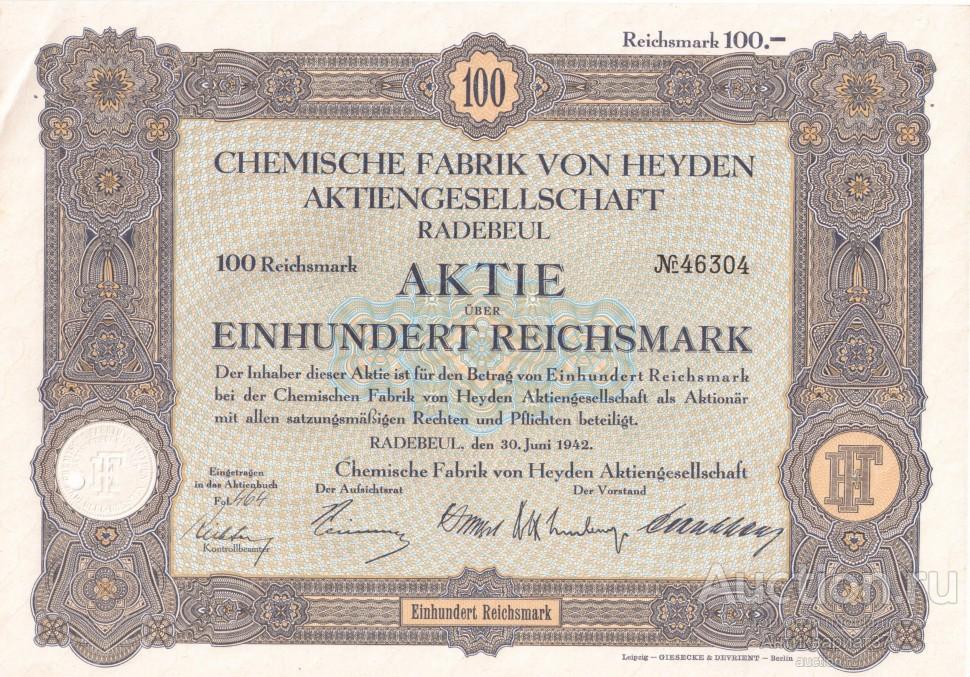 Reichsmark 100.–
100
CHEMISCHE FABRIK VON HEYDEN
AKTIENGESELLSCHAFT
RADEBEUL
100 Reichsmark
AKTIE
№46304
ÜBER
EINHUNDERT REICHSMARK
Der Inhaber dieser Aktie ist für den Betrag von Einhundert Reichsmark
bei der Chemischen Fabrik von Heyden Aktiengesellschaft als Aktionär
mit allen satzungsmäßigen Rechten und Pflichten beteiligt.
RADEBEUL, den 30. Juni 1942.
Chemische Fabrik von Heyden Aktiengesellschaft
Eingetragen
in das Aktienbuch
Fol. 464
Der Aufsichtsrat
Der Vorstand
Kontrollbeamter
Einhundert Reichsmark
Leipzig — GIESECKE & DEVRIENT — Berlin
Auction.ru
auction.ru